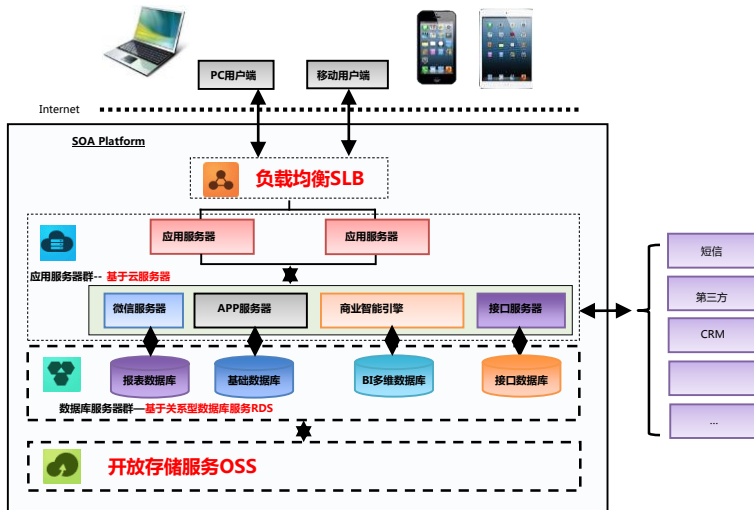 PC用户端
移动用户端
Internet
SOA Platform
负载均衡SLB
应用服务器
应用服务器
应用服务器群-- 基于云服务器
微信服务器
APP服务器
商业智能引擎
接口服务器
报表数据库
基础数据库
BI多维数据库
接口数据库
数据库服务器群—基于关系型数据库服务RDS
开放存储服务OSS
短信
第三方
CRM
...